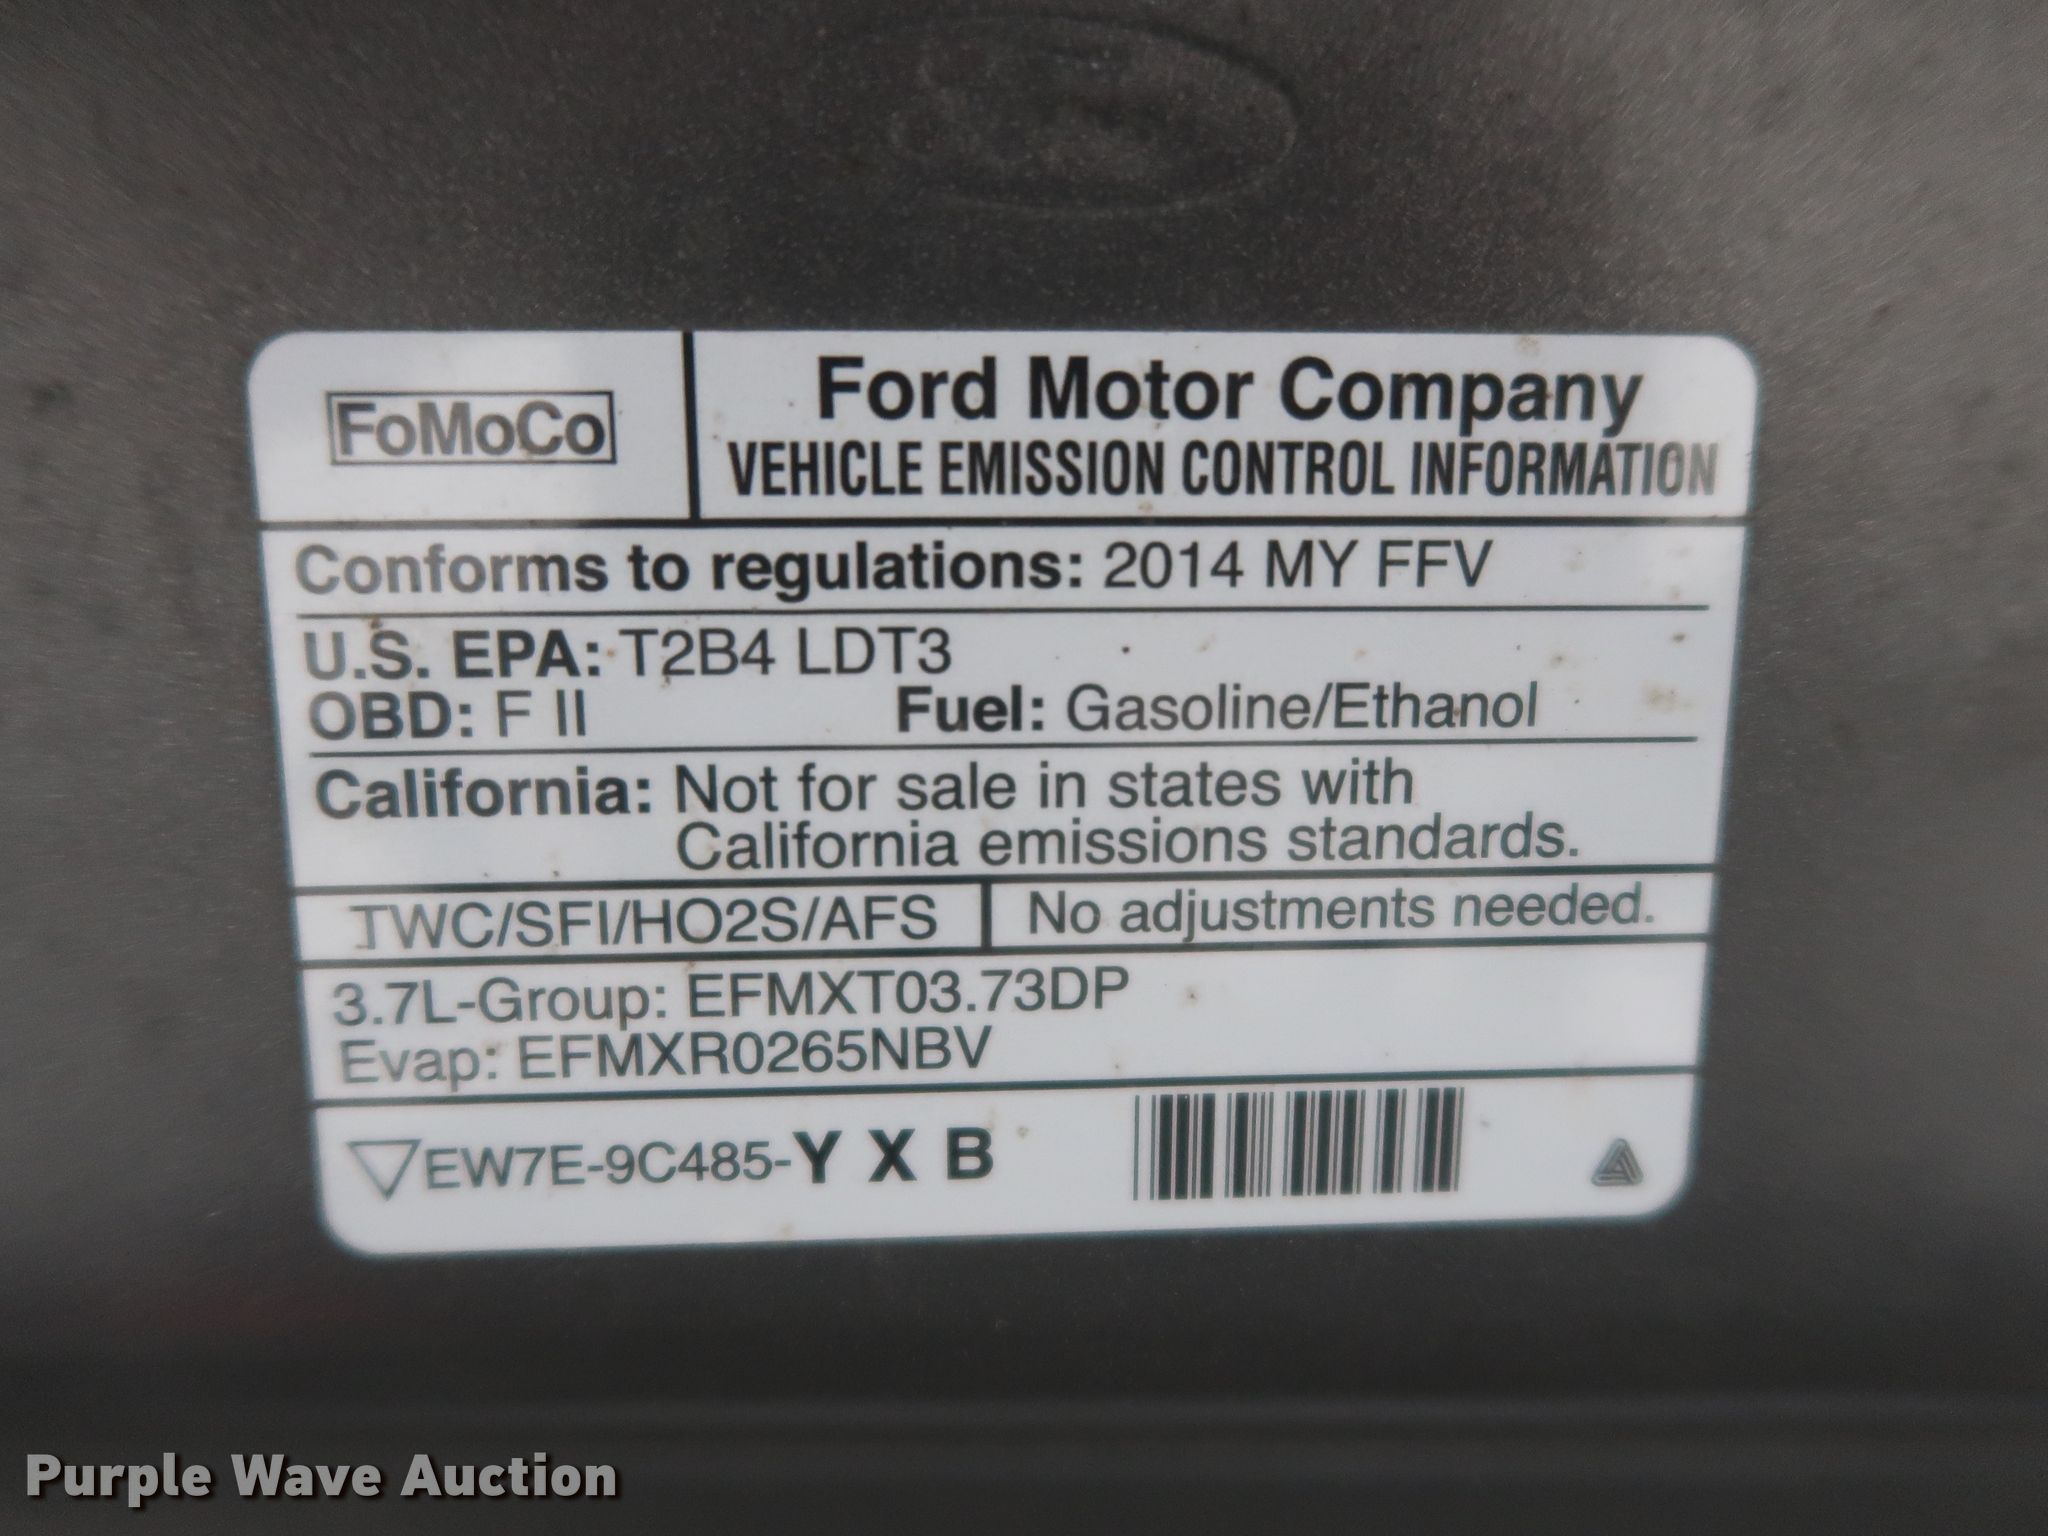 FoMoCo
Ford Motor Company
VEHICLE EMISSION CONTROL INFORMATION
Conforms to regulations: 2014 MY FFV
U.S. EPA: T2B4 LDT3
OBD: F II Fuel: Gasoline/Ethanol
California: Not for sale in states with
California emissions standards.
TWC/SFI/HO2S/AFS No adjustments needed.
3.7L-Group: EFMXT03.73DP
Evap: EFMXR0265NBV
EW7E-9C485-Y X B
Purple Wave Auction